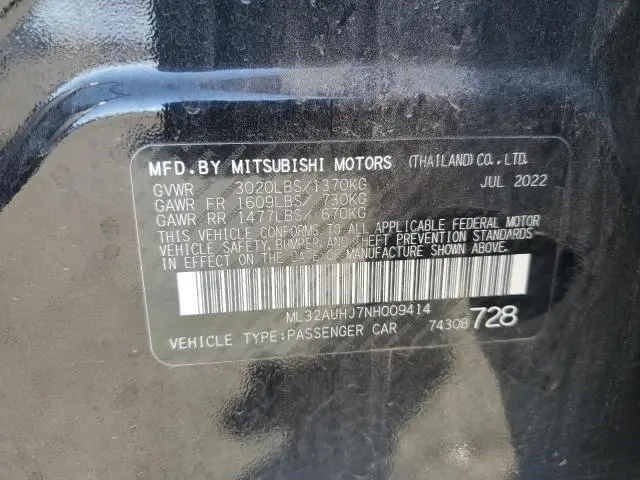 MFD.BY MITSUBISHI MOTORS (THAILAND)CO.,LTD.
GVWR 3020LBS/1370KG JUL 2022
GAWR FR 1609LBS/ 730KG
GAWR RR 1477LBS/ 670KG
THIS VEHICLE CONFORMS TO ALL APPLICABLE FEDERAL MOTOR
VEHICLE SAFETY,BUMPER,AND THEFT PREVENTION STANDARDS
IN EFFECT ON THE DATE OF MANUFACTURE SHOWN ABOVE.
ML32AUHJ7NH009414
VEHICLE TYPE:PASSENGER CAR 7430B 728